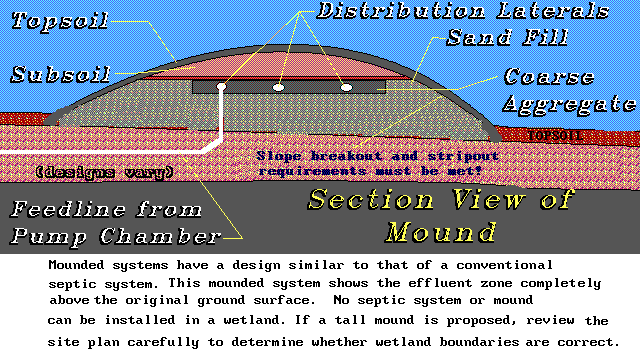 Topsoil
Distribution Laterals
Sand Fill
Subsoil
Coarse
Aggregate
TOPSOIL
Slope breakout and stripout
requirements must be met!
(designs vary)
Feedline from
Pump Chamber
Section View of
Mound
Mounded systems have a design similar to that of a conventional
septic system. This mounded system shows the effluent zone completely
above the original ground surface. No septic system or mound
can be installed in a wetland. If a tall mound is proposed, review the
site plan carefully to determine whether wetland boundaries are correct.